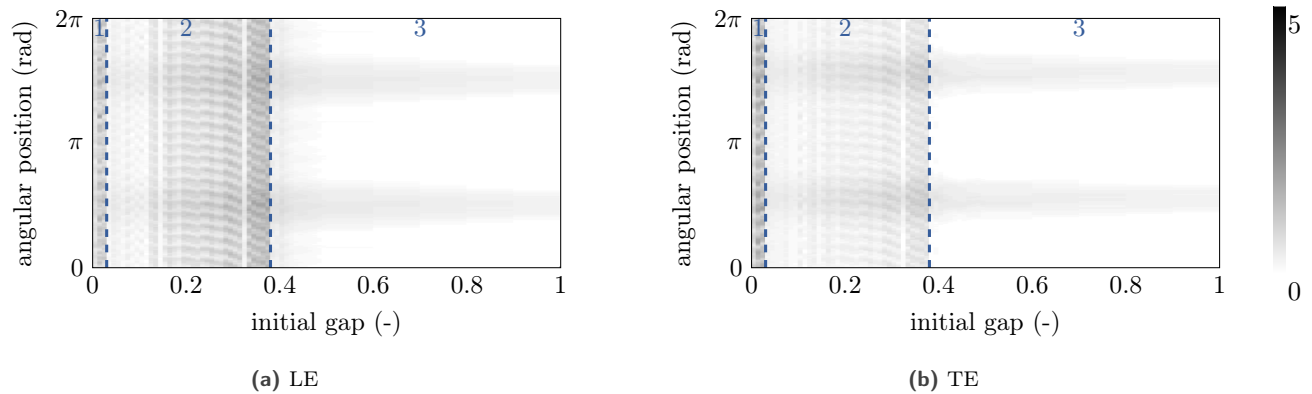 2π
π
0
angular position (rad)
1
2
3
0
0.2
0.4
0.6
0.8
1
initial gap (-)
(a) LE
2π
π
0
angular position (rad)
1
2
3
0
0.2
0.4
0.6
0.8
1
initial gap (-)
(b) TE
5
0